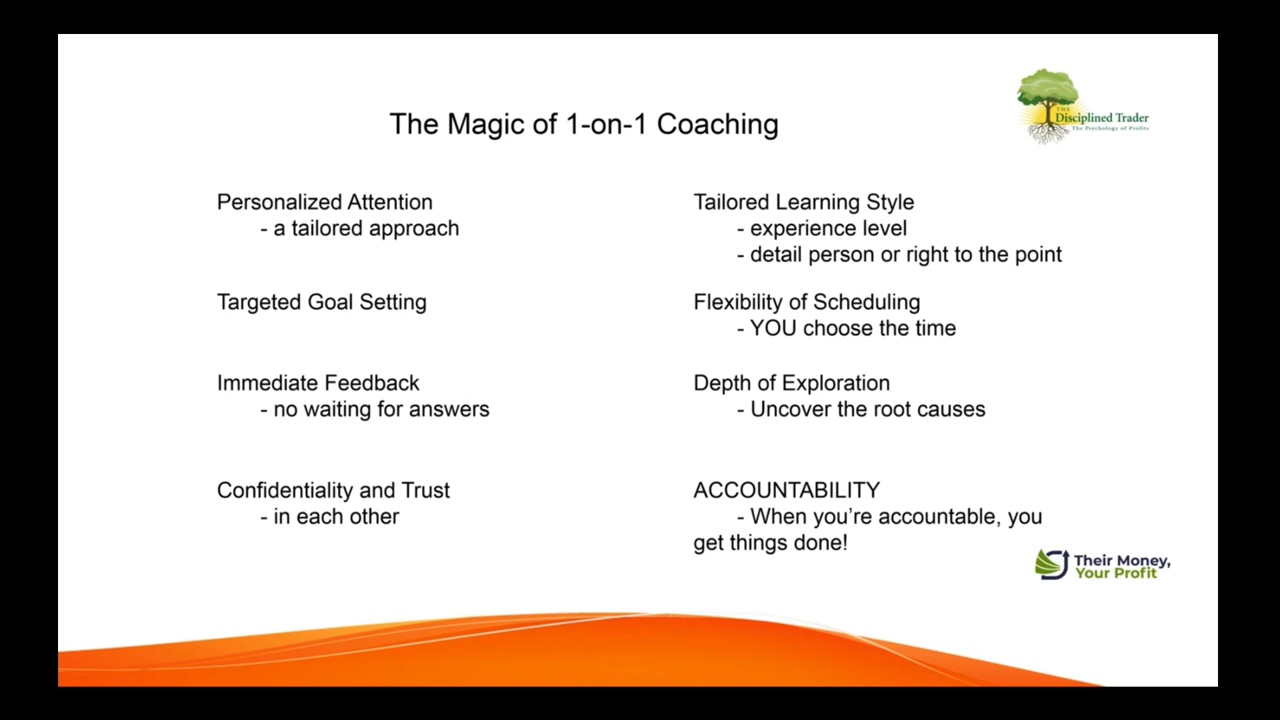 The Magic of 1-on-1 Coaching
THE
Disciplined Trader
The Psychology of Profits
Personalized Attention
- a tailored approach
Targeted Goal Setting
Immediate Feedback
- no waiting for answers
Confidentiality and Trust
- in each other
Tailored Learning Style
- experience level
- detail person or right to the point
Flexibility of Scheduling
- YOU choose the time
Depth of Exploration
- Uncover the root causes
ACCOUNTABILITY
- When you’re accountable, you
get things done!
Their Money,
Your Profit